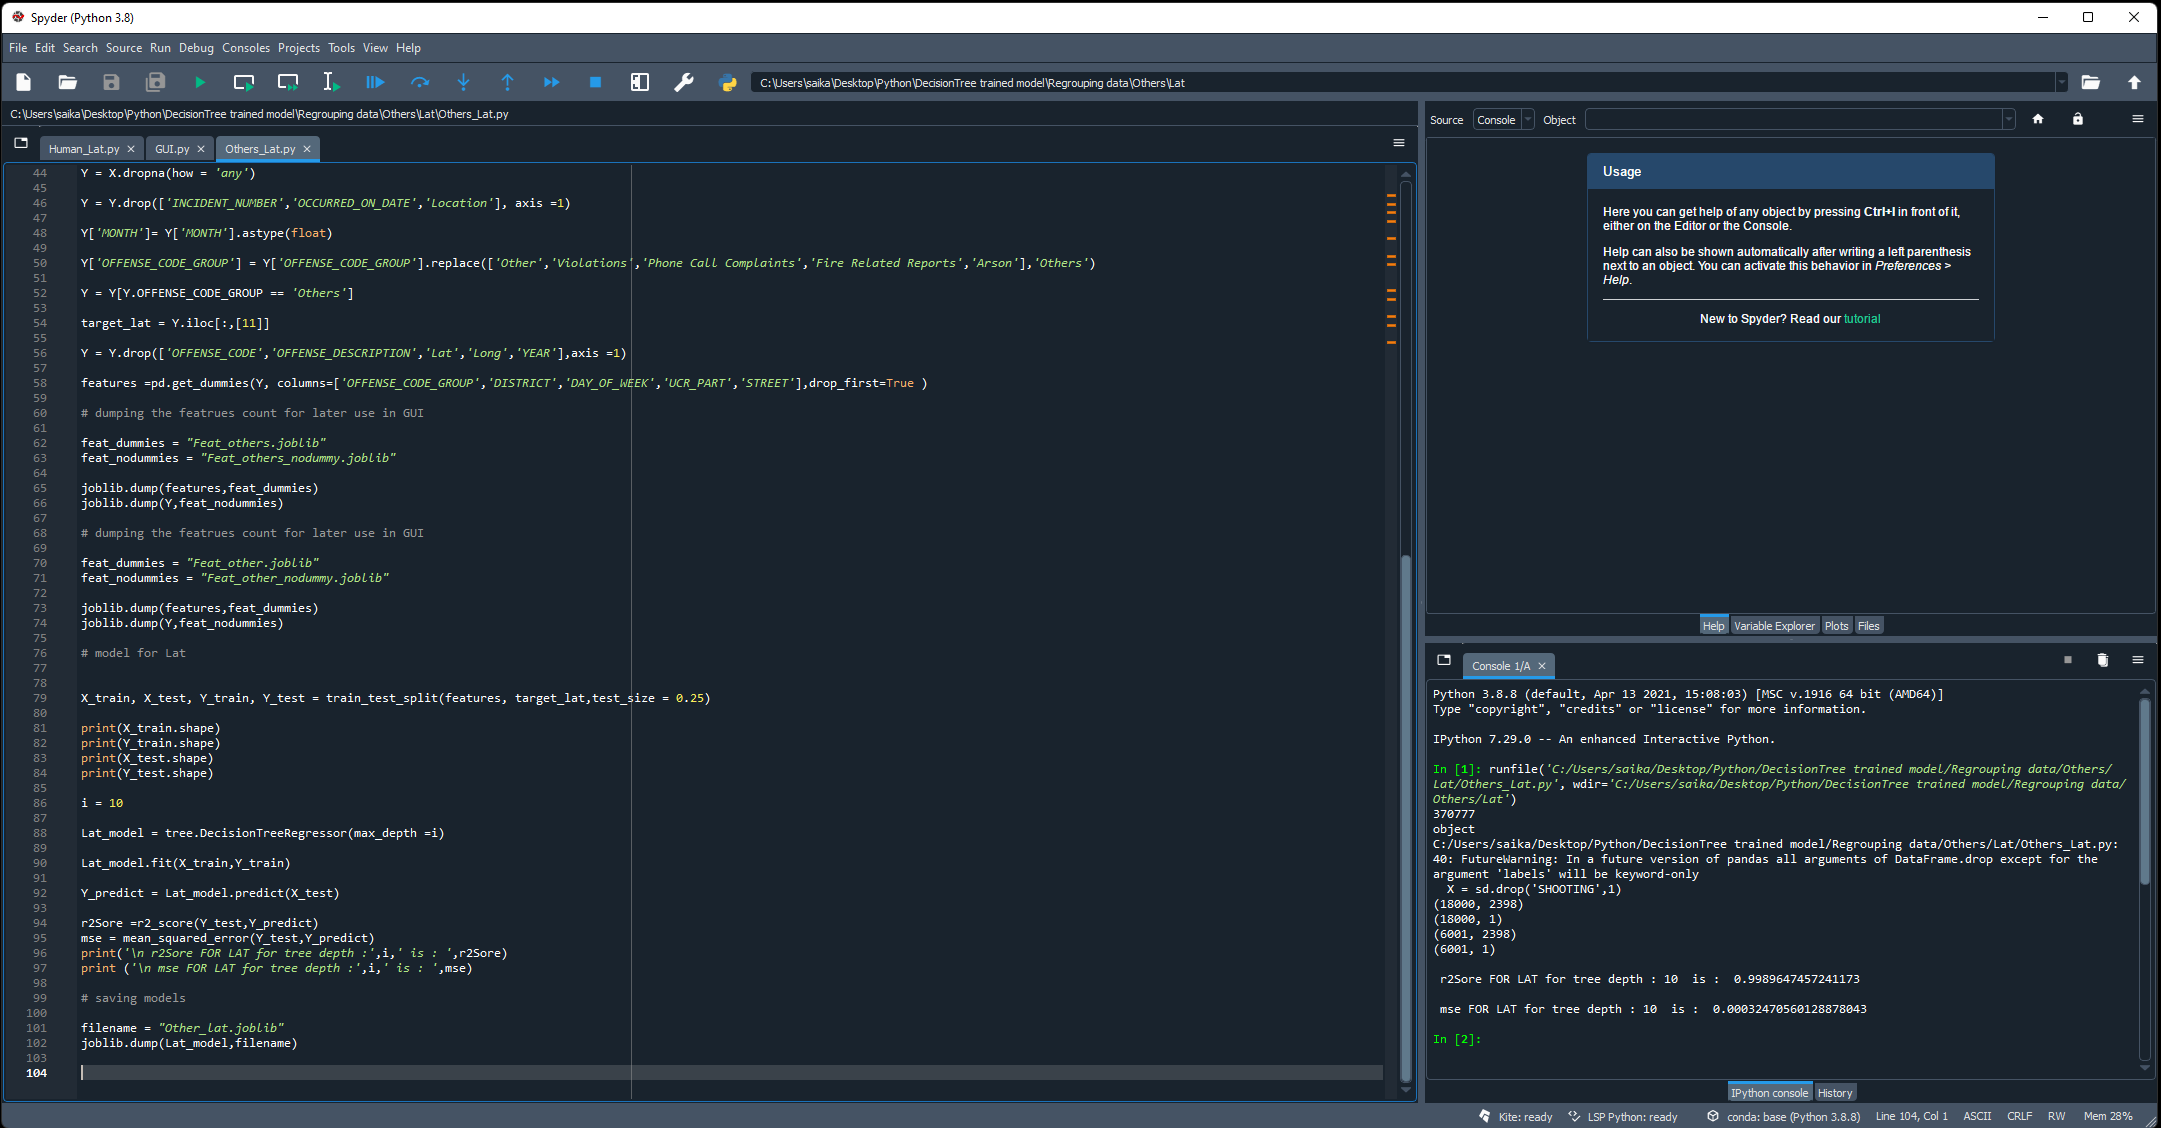 Spyder (Python 3.8)
File Edit Search Source Run Debug Consoles Projects Tools View Help
C:\Users\saika\Desktop\Python\DecisionTree trained model\Regrouping data\Others\Lat
C:\Users\saika\Desktop\Python\DecisionTree trained model\Regrouping data\Others\Lat\Others_Lat.py
Human_Lat.py GUI.py Others_Lat.py
44 Y = X.dropna(how = 'any')
45
46 Y = Y.drop(['INCIDENT_NUMBER','OCCURRED_ON_DATE','Location'], axis =1)
47
48 Y['MONTH']= Y['MONTH'].astype(float)
49
50 Y['OFFENSE_CODE_GROUP'] = Y['OFFENSE_CODE_GROUP'].replace(['Other','Violations','Phone Call Complaints','Fire Related Reports','Arson'],'Others')
51
52 Y = Y[Y.OFFENSE_CODE_GROUP == 'Others']
53
54 target_lat = Y.iloc[:,[11]]
55
56 Y = Y.drop(['OFFENSE_CODE','OFFENSE_DESCRIPTION','Lat','Long','YEAR'],axis =1)
57
58 features =pd.get_dummies(Y, columns=['OFFENSE_CODE_GROUP','DISTRICT','DAY_OF_WEEK','UCR_PART','STREET'],drop_first=True )
59
60 # dumping the featrues count for later use in GUI
61
62 feat_dummies = "Feat_others.joblib"
63 feat_nodummies = "Feat_others_nodummy.joblib"
64
65 joblib.dump(features,feat_dummies)
66 joblib.dump(Y,feat_nodummies)
67
68 # dumping the featrues count for later use in GUI
69
70 feat_dummies = "Feat_other.joblib"
71 feat_nodummies = "Feat_other_nodummy.joblib"
72
73 joblib.dump(features,feat_dummies)
74 joblib.dump(Y,feat_nodummies)
75
76 # model for Lat
77
78
79 X_train, X_test, Y_train, Y_test = train_test_split(features, target_lat,test_size = 0.25)
80
81 print(X_train.shape)
82 print(Y_train.shape)
83 print(X_test.shape)
84 print(Y_test.shape)
85
86 i = 10
87
88 Lat_model = tree.DecisionTreeRegressor(max_depth =i)
89
90 Lat_model.fit(X_train,Y_train)
91
92 Y_predict = Lat_model.predict(X_test)
93
94 r2Sore =r2_score(Y_test,Y_predict)
95 mse = mean_squared_error(Y_test,Y_predict)
96 print('\n r2Sore FOR LAT for tree depth :',i,' is : ',r2Sore)
97 print ('\n mse FOR LAT for tree depth :',i,' is : ',mse)
98
99 # saving models
100
101 filename = "Other_lat.joblib"
102 joblib.dump(Lat_model,filename)
103
104
Source Console Object
Usage
Here you can get help of any object by pressing Ctrl+I in front of it,
either on the Editor or the Console.
Help can also be shown automatically after writing a left parenthesis
next to an object. You can activate this behavior in Preferences >
Help.
New to Spyder? Read our tutorial
Help Variable Explorer Plots Files
Console 1/A
Python 3.8.8 (default, Apr 13 2021, 15:08:03) [MSC v.1916 64 bit (AMD64)]
Type "copyright", "credits" or "license" for more information.
IPython 7.29.0 -- An enhanced Interactive Python.
In [1]: runfile('C:/Users/saika/Desktop/Python/DecisionTree trained model/Regrouping data/Others/
Lat/Others_Lat.py', wdir='C:/Users/saika/Desktop/Python/DecisionTree trained model/Regrouping data/
Others/Lat')
370777
object
C:/Users/saika/Desktop/Python/DecisionTree trained model/Regrouping data/Others/Lat/Others_Lat.py:
40: FutureWarning: In a future version of pandas all arguments of DataFrame.drop except for the
argument 'labels' will be keyword-only
X = sd.drop('SHOOTING',1)
(18000, 2398)
(18000, 1)
(6001, 2398)
(6001, 1)
r2Sore FOR LAT for tree depth : 10 is : 0.9989647457241173
mse FOR LAT for tree depth : 10 is : 0.00032470560128878043
In [2]:
IPython console History
Kite: ready LSP Python: ready conda: base (Python 3.8.8) Line 104, Col 1 ASCII CRLF RW Mem 28%